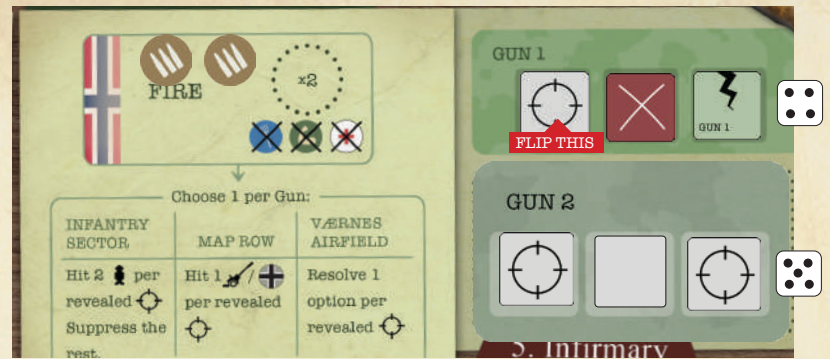 FIRE
x2
Choose 1 per Gun:
INFANTRY
SECTOR
MAP ROW
VÆRNES
AIRFIELD
Hit 2 per
revealed
Suppress the
rest.
Hit 1 /
per revealed
Resolve 1
option per
revealed
GUN 1
FLIP THIS
GUN 1
GUN 2
5. Infirmary